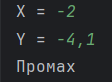 X = -2
Y = -4,1
Промах